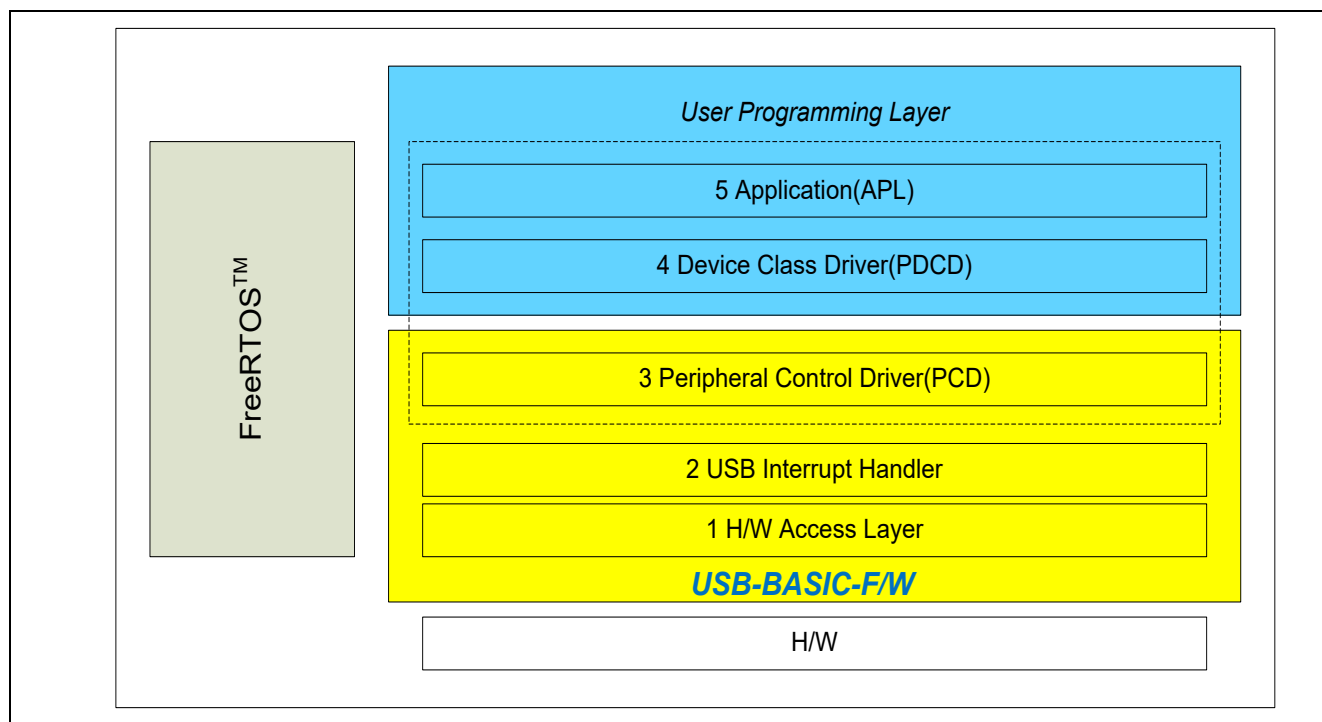 User Programming Layer
5 Application(APL)
4 Device Class Driver(PDCD)
FreeRTOS™
3 Peripheral Control Driver(PCD)
2 USB Interrupt Handler
1 H/W Access Layer
USB-BASIC-F/W
H/W